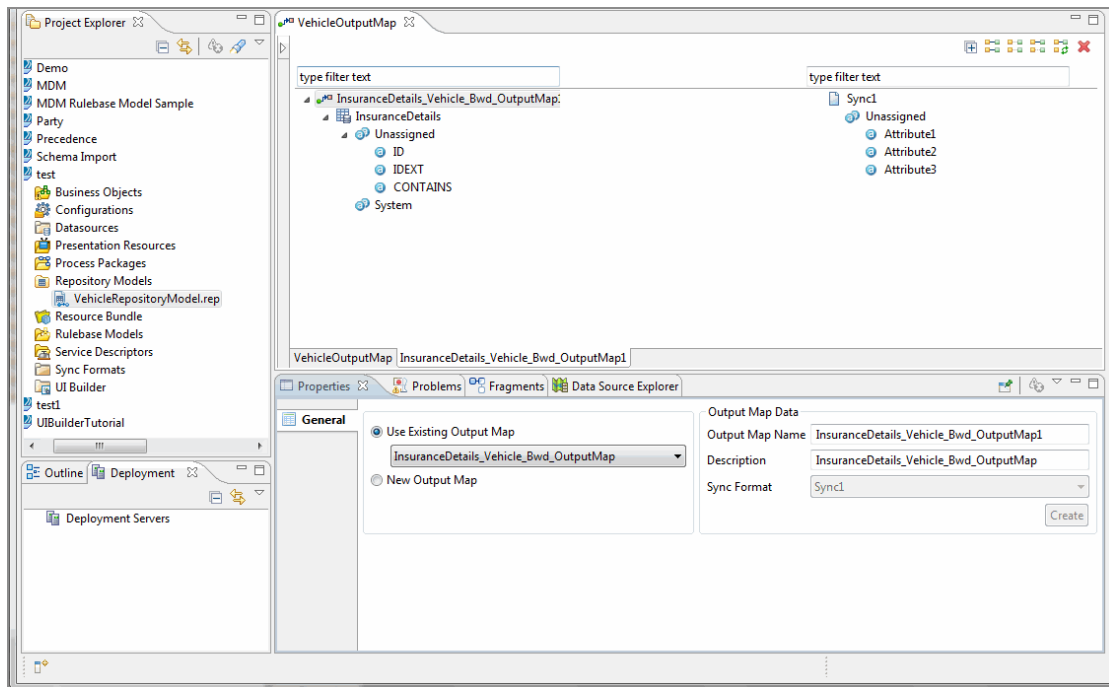 Project Explorer
Demo
MDM
MDM Rulebase Model Sample
Party
Precedence
Schema Import
test
Business Objects
Configurations
Datasources
Presentation Resources
Process Packages
Repository Models
VehicleRepositoryModel.rep
Resource Bundle
Rulebase Models
Service Descriptors
Sync Formats
UI Builder
test1
UIBuilderTutorial
Outline Deployment
Deployment Servers
VehicleOutputMap
type filter text
InsuranceDetails_Vehicle_Bwd_OutputMap:
InsuranceDetails
Unassigned
ID
IDEXT
CONTAINS
System
type filter text
Sync1
Unassigned
Attribute1
Attribute2
Attribute3
VehicleOutputMap InsuranceDetails_Vehicle_Bwd_OutputMap1
Properties Problems Fragments Data Source Explorer
General
Use Existing Output Map
InsuranceDetails_Vehicle_Bwd_OutputMap
New Output Map
Output Map Data
Output Map Name InsuranceDetails_Vehicle_Bwd_OutputMap1
Description InsuranceDetails_Vehicle_Bwd_OutputMap
Sync Format Sync1
Create